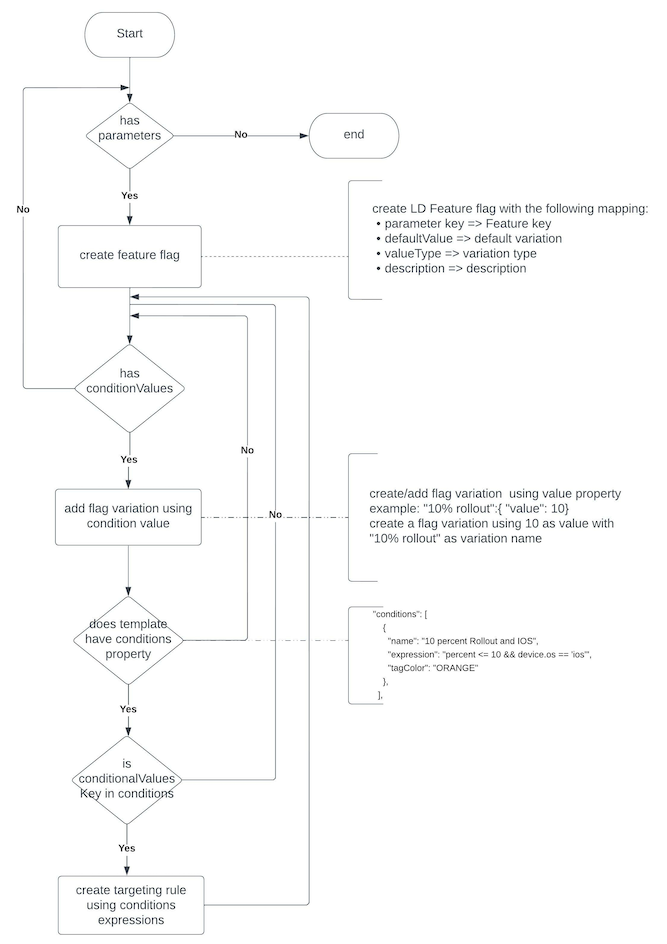 Start
has
parameters
No
end
Yes
No
create feature flag
create LD Feature flag with the following mapping:
• parameter key => Feature key
• defaultValue => default variation
• valueType => variation type
• description => description
has
conditionValues
Yes
No
add flag variation using
condition value
No
create/add flag variation  using value property
example: "10% rollout":{ "value": 10}
create a flag variation using 10 as value with
"10% rollout" as variation name
does template
have conditions
property
"conditions": [
{
"name": "10 percent Rollout and IOS",
"expression": "percent <= 10 && device.os == 'ios'",
"tagColor": "ORANGE"
},
],
Yes
is
conditionalValues
Key in conditions
Yes
create targeting rule
using conditions
expressions